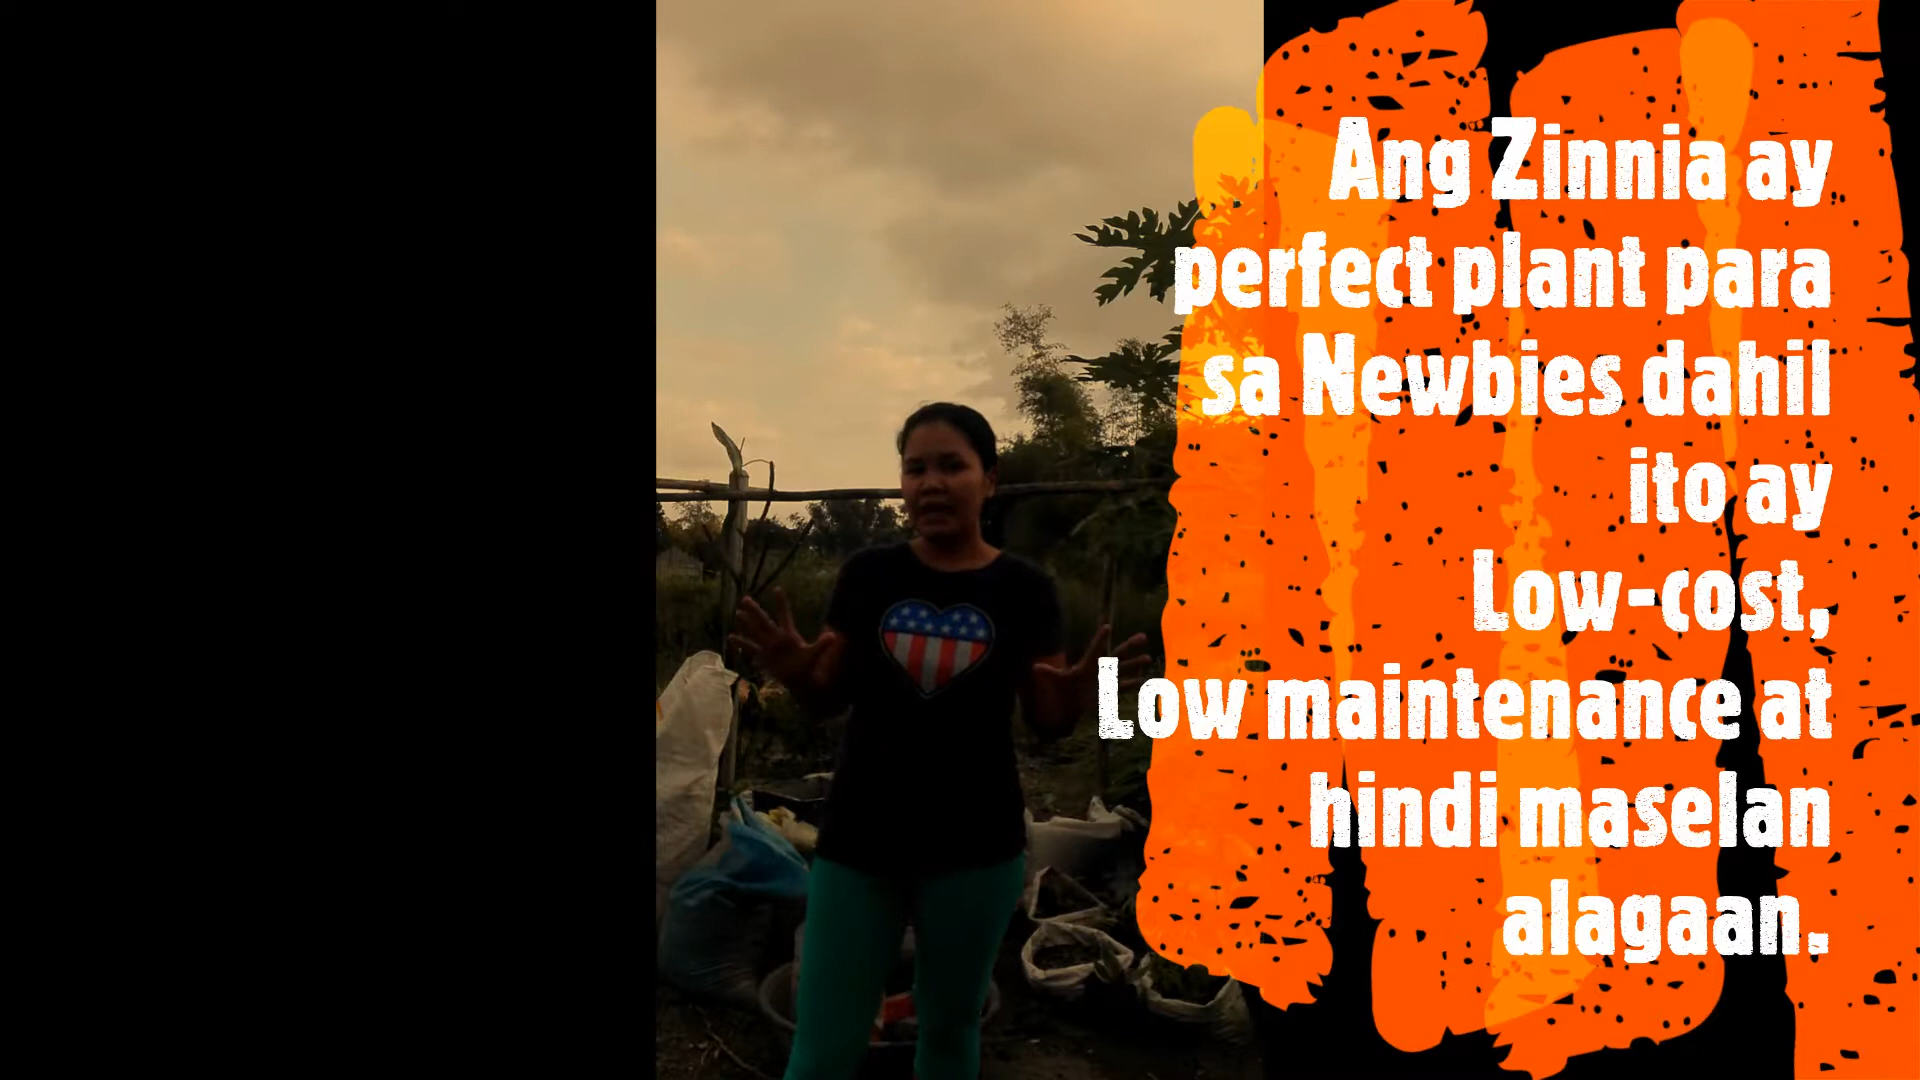 Ang Zinnia ay
perfect plant para
sa Newbies dahil
ito ay
Low-cost,
Low maintenance at
hindi maselan
alagaan.